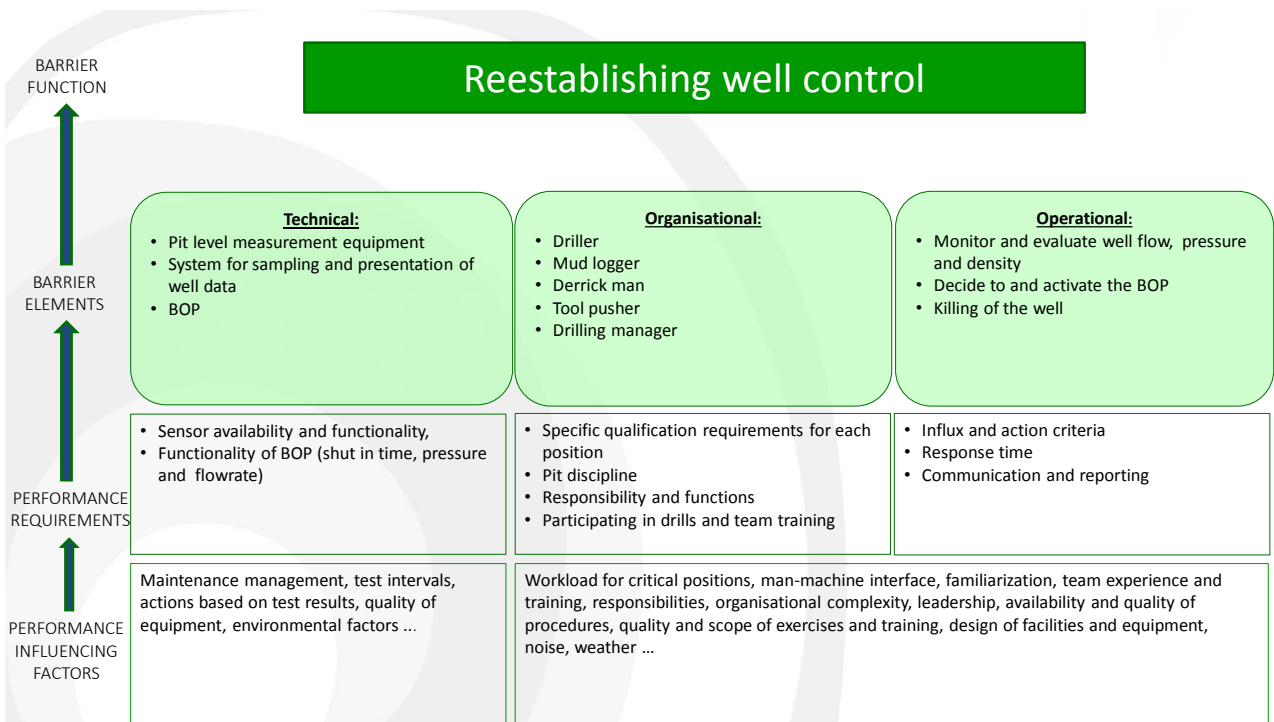 Reestablishing well control
BARRIER
FUNCTION
BARRIER
ELEMENTS
Technical:
• Pit level measurement equipment
• System for sampling and presentation of
well data
• BOP
Organisational:
• Driller
• Mud logger
• Derrick man
• Tool pusher
• Drilling manager
Operational:
• Monitor and evaluate well flow, pressure
and density
• Decide to and activate the BOP
• Killing of the well
PERFORMANCE
REQUIREMENTS
• Sensor availability and functionality,
• Functionality of BOP (shut in time, pressure
and flowrate)
• Specific qualification requirements for each
position
• Pit discipline
• Responsibility and functions
• Participating in drills and team training
• Influx and action criteria
• Response time
• Communication and reporting
PERFORMANCE
INFLUENCING
FACTORS
Maintenance management, test intervals,
actions based on test results, quality of
equipment, environmental factors ...
Workload for critical positions, man-machine interface, familiarization, team experience and
training, responsibilities, organisational complexity, leadership, availability and quality of
procedures, quality and scope of exercises and training, design of facilities and equipment,
noise, weather ...